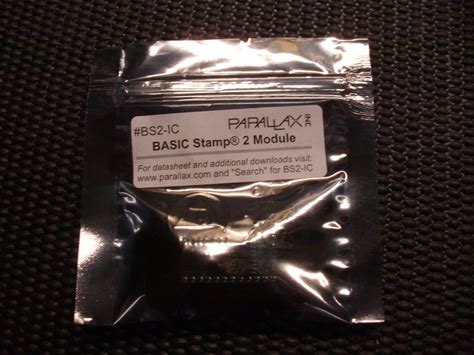 #BS2-IC PARALLAX INC
BASIC Stamp® 2 Module
For datasheet and additional downloads visit:
www.parallax.com and "Search" for BS2-IC